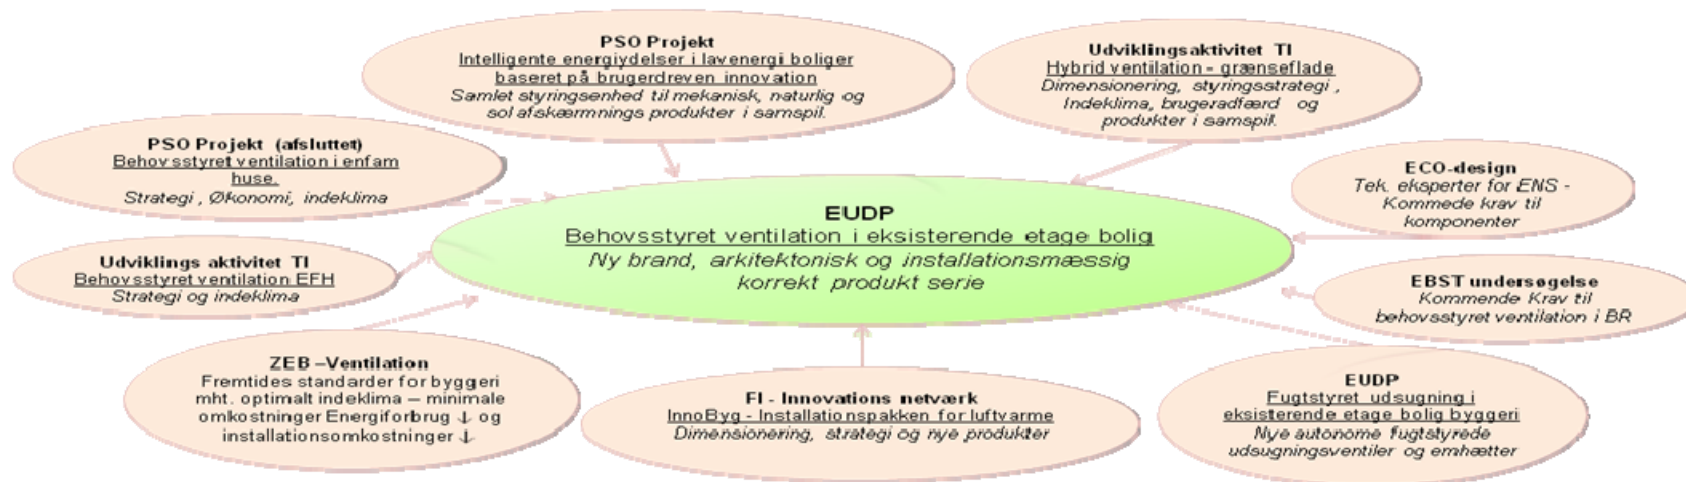 PSO Projekt
Intelligente energiydelser i lavenergi boliger
baseret på brugerdreven innovation
Samlet styringsenhed til mekanisk, naturlig og
sol afskærmnings produkter i samspil.
Udviklingsaktivitet TI
Hybrid ventilation - grænseflade
Dimensionering, styringsstrategi ,
Indeklima, brugeradfærd og
produkter i samspil.
PSO Projekt (afsluttet)
Behovsstyret ventilation i enfam
huse.
Strategi , Økonomi, indeklima
ECO-design
Tek. eksperter for ENS -
Kommede krav til
komponenter
EUDP
Behovsstyret ventilation i eksisterende etage bolig
Ny brand, arkitektonisk og installationsmæssig
korrekt produkt serie
Udviklings aktivitet TI
Behovsstyret ventilation EFH
Strategi og indeklima
EBST undersøgelse
Kommende Krav til
behovsstyret ventilation i BR
ZEB –Ventilation
Fremtides standarder for byggeri
mht. optimalt indeklima – minimale
omkostninger Energiforbrug ↓ og
installationsomkostninger ↓
FI - Innovations netværk
InnoByg - Installationspakken for luftvarme
Dimensionering, strategi og nye produkter
EUDP
Fugtstyret udsugning i
eksisterende etage bolig byggeri
Nye autonome fugtstyrede
udsugningsventiler og emhætter